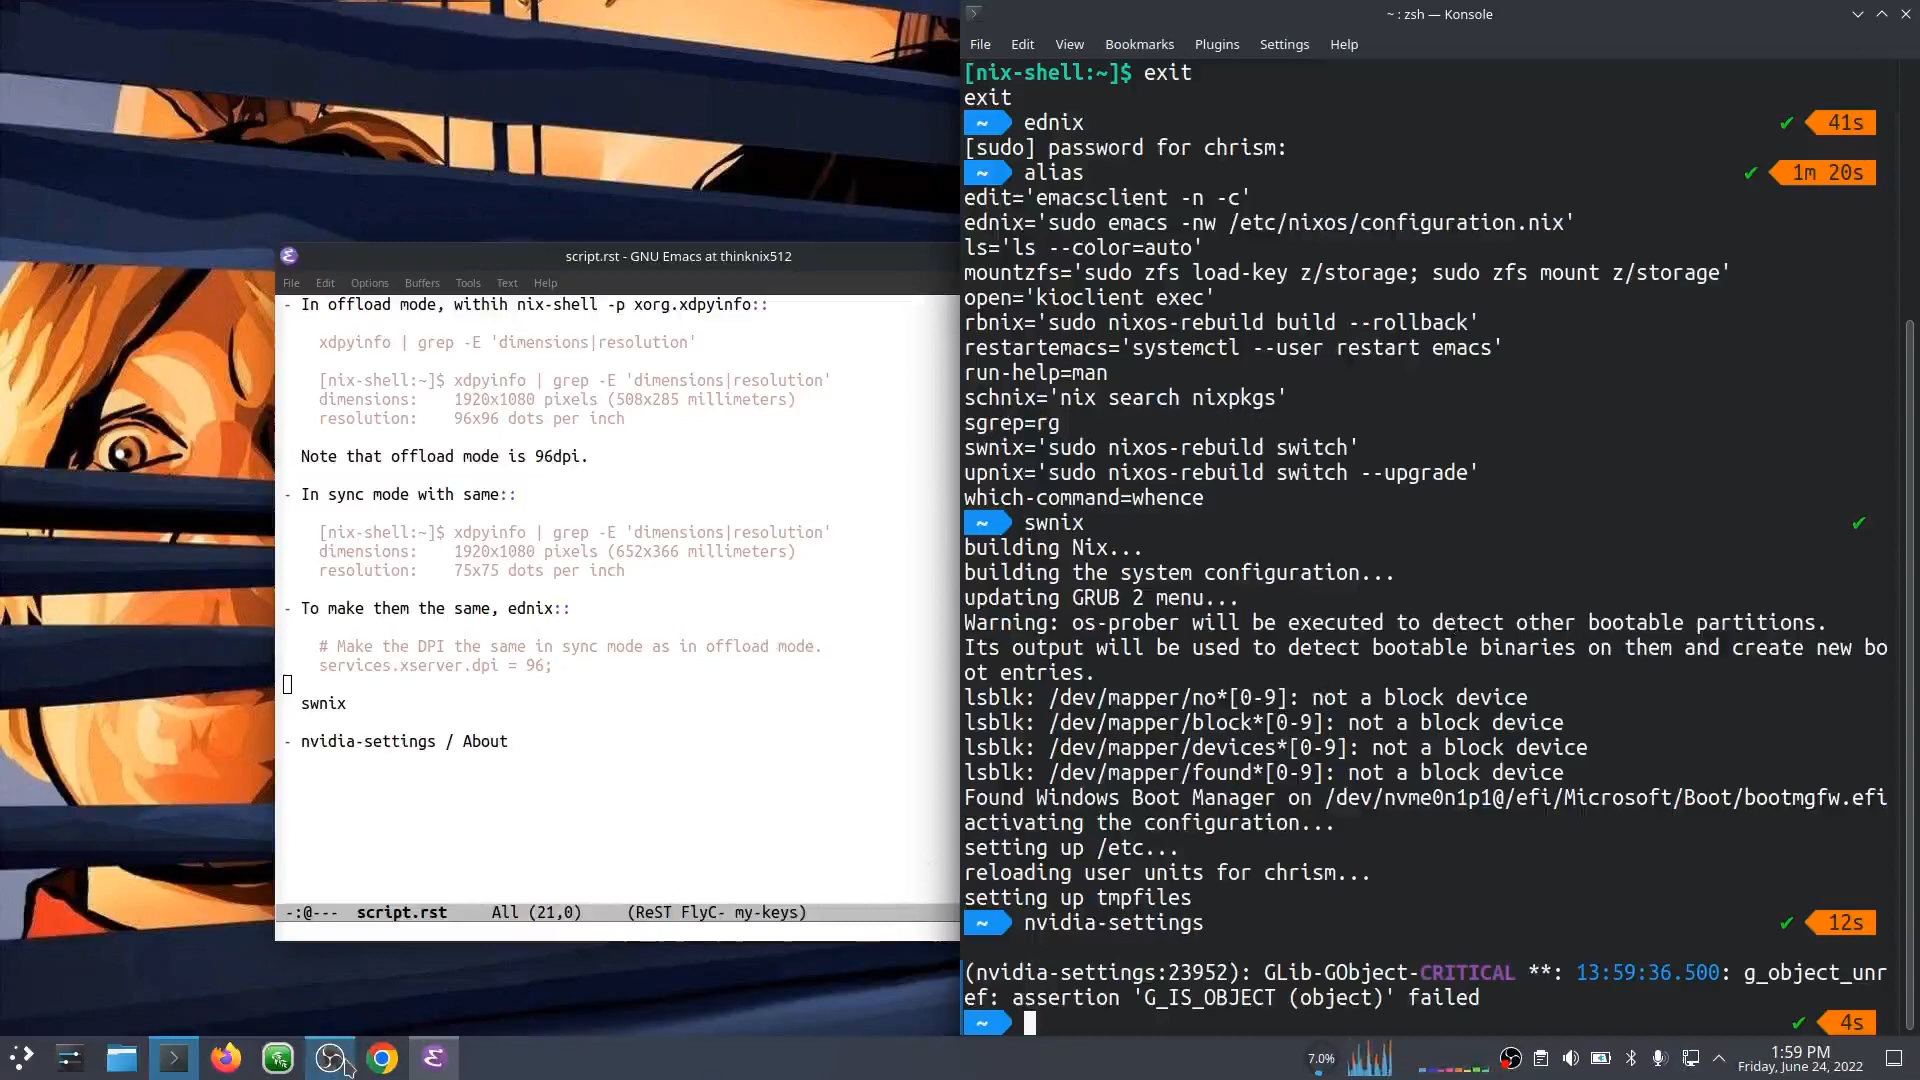 ~ : zsh — Konsole
File Edit View Bookmarks Plugins Settings Help
[nix-shell:~]$ exit
exit
~ ednix ✔ 41s
[sudo] password for chrism:
~ alias ✔ 1m 20s
edit='emacsclient -n -c'
ednix='sudo emacs -nw /etc/nixos/configuration.nix'
ls='ls --color=auto'
mountzfs='sudo zfs load-key z/storage; sudo zfs mount z/storage'
open='kioclient exec'
rbnix='sudo nixos-rebuild build --rollback'
restartemacs='systemctl --user restart emacs'
run-help=man
schnix='nix search nixpkgs'
sgrep=rg
swnix='sudo nixos-rebuild switch'
upnix='sudo nixos-rebuild switch --upgrade'
which-command=whence
~ swnix ✔
building Nix...
building the system configuration...
updating GRUB 2 menu...
Warning: os-prober will be executed to detect other bootable partitions.
Its output will be used to detect bootable binaries on them and create new bo
ot entries.
lsblk: /dev/mapper/no*[0-9]: not a block device
lsblk: /dev/mapper/block*[0-9]: not a block device
lsblk: /dev/mapper/devices*[0-9]: not a block device
lsblk: /dev/mapper/found*[0-9]: not a block device
Found Windows Boot Manager on /dev/nvme0n1p1@/efi/Microsoft/Boot/bootmgfw.efi
activating the configuration...
setting up /etc...
reloading user units for chrism...
setting up tmpfiles
~ nvidia-settings ✔ 12s
(nvidia-settings:23952): GLib-GObject-CRITICAL **: 13:59:36.500: g_object_unr
ef: assertion 'G_IS_OBJECT (object)' failed
~ ✔ 4s
script.rst - GNU Emacs at thinknix512
File Edit Options Buffers Tools Text Help
- In offload mode, withih nix-shell -p xorg.xdpyinfo::
xdpyinfo | grep -E 'dimensions|resolution'
[nix-shell:~]$ xdpyinfo | grep -E 'dimensions|resolution'
dimensions: 1920x1080 pixels (508x285 millimeters)
resolution: 96x96 dots per inch
Note that offload mode is 96dpi.
- In sync mode with same::
[nix-shell:~]$ xdpyinfo | grep -E 'dimensions|resolution'
dimensions: 1920x1080 pixels (652x366 millimeters)
resolution: 75x75 dots per inch
- To make them the same, ednix::
# Make the DPI the same in sync mode as in offload mode.
services.xserver.dpi = 96;
swnix
- nvidia-settings / About
-:@--- script.rst All (21,0) (ReST FlyC- my-keys)
7.0%
1:59 PM
Friday, June 24, 2022